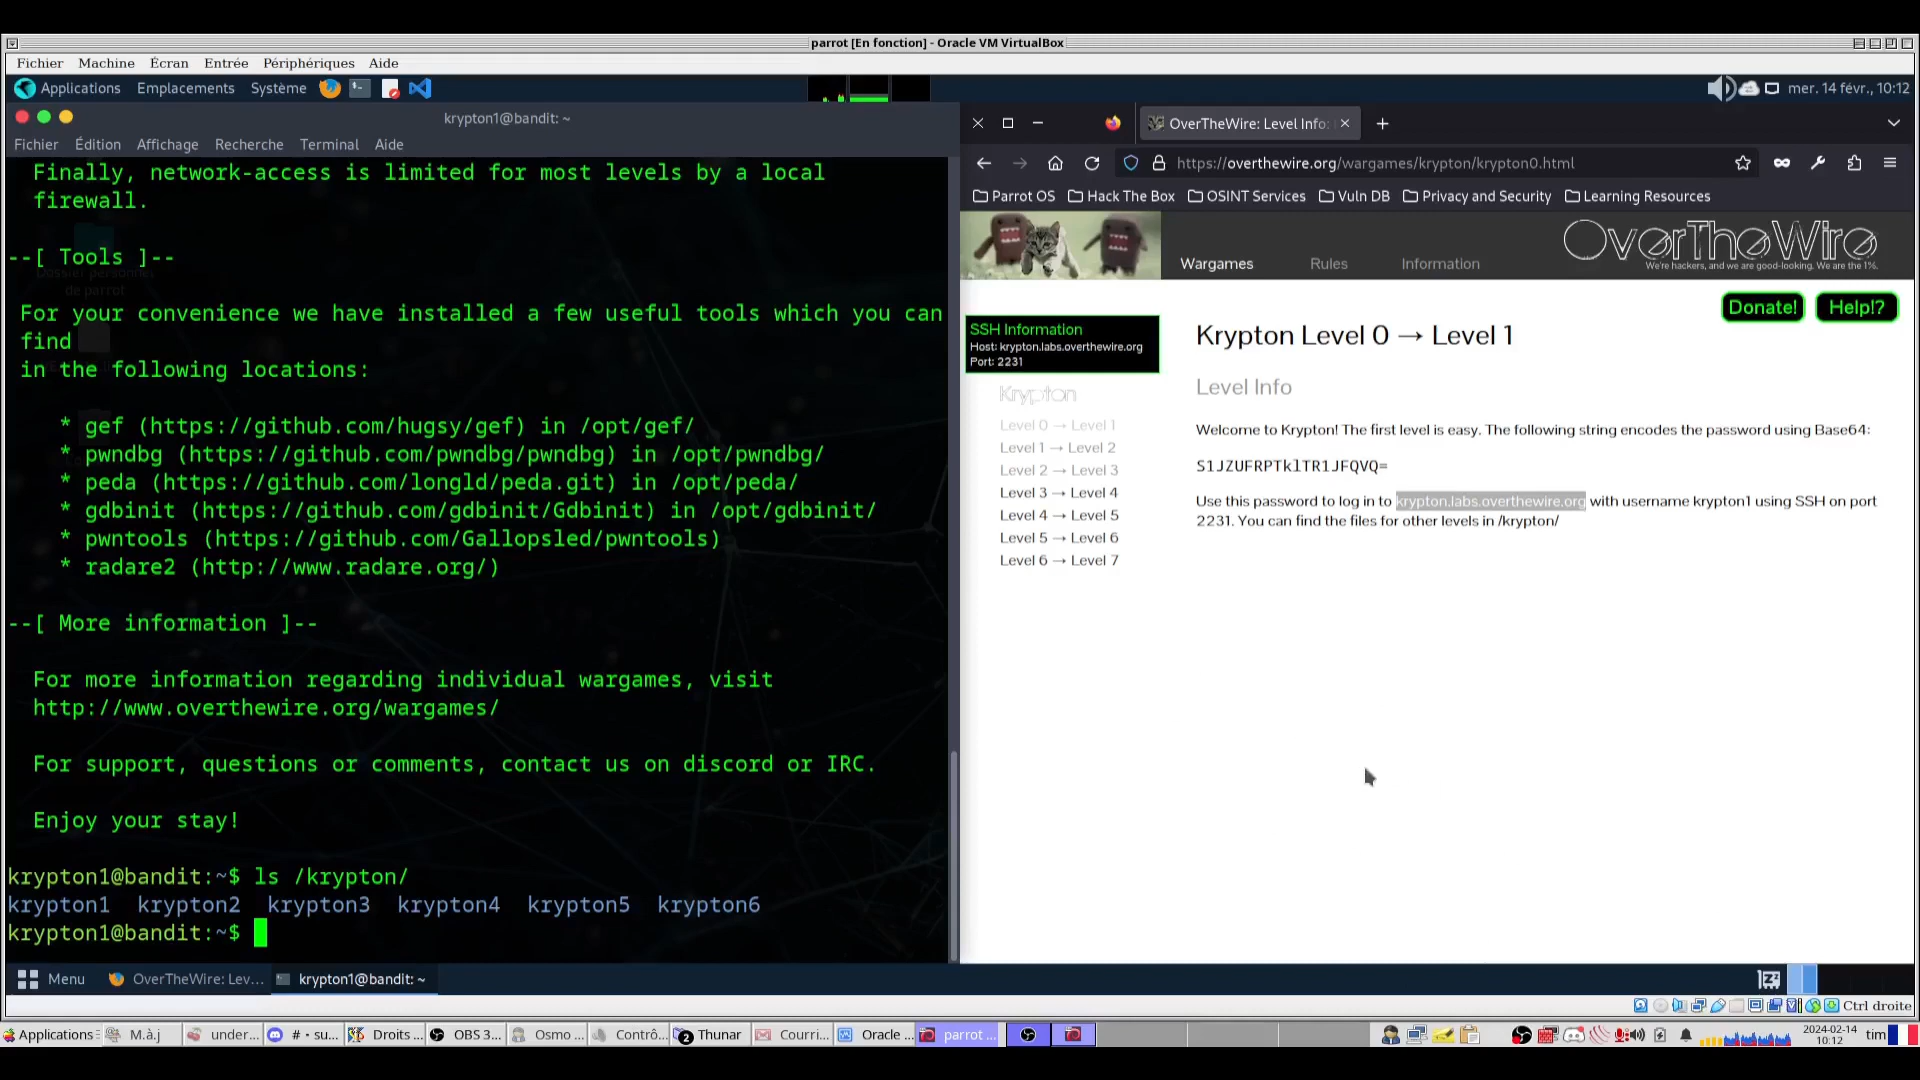 parrot [En fonction] - Oracle VM VirtualBox
Fichier Machine Écran Entrée Périphériques Aide
Applications Emplacements Système mer. 14 févr., 10:12
krypton1@bandit: ~
Fichier Édition Affichage Recherche Terminal Aide
Finally, network-access is limited for most levels by a local
firewall.
--[ Tools ]--
For your convenience we have installed a few useful tools which you can
find
in the following locations:
* gef (https://github.com/hugsy/gef) in /opt/gef/
* pwndbg (https://github.com/pwndbg/pwndbg) in /opt/pwndbg/
* peda (https://github.com/longld/peda.git) in /opt/peda/
* gdbinit (https://github.com/gdbinit/Gdbinit) in /opt/gdbinit/
* pwntools (https://github.com/Gallopsled/pwntools)
* radare2 (http://www.radare.org/)
--[ More information ]--
For more information regarding individual wargames, visit
http://www.overthewire.org/wargames/
For support, questions or comments, contact us on discord or IRC.
Enjoy your stay!
krypton1@bandit:~$ ls /krypton/
krypton1 krypton2 krypton3 krypton4 krypton5 krypton6
krypton1@bandit:~$
OverTheWire: Level Info:
https://overthewire.org/wargames/krypton/krypton0.html
Parrot OS Hack The Box OSINT Services Vuln DB Privacy and Security Learning Resources
OverTheWire
We're hackers, and we are good-looking. We are the 1%.
Wargames Rules Information
Donate! Help!?
SSH Information
Host: krypton.labs.overthewire.org
Port: 2231
Krypton
Level 0 → Level 1
Level 1 → Level 2
Level 2 → Level 3
Level 3 → Level 4
Level 4 → Level 5
Level 5 → Level 6
Level 6 → Level 7
Krypton Level 0 → Level 1
Level Info
Welcome to Krypton! The first level is easy. The following string encodes the password using Base64:
S1JZUFRPTklTR1JFQVQ=
Use this password to log in to krypton.labs.overthewire.org with username krypton1 using SSH on port
2231. You can find the files for other levels in /krypton/
Menu OverTheWire: Lev... krypton1@bandit: ~
Ctrl droite
Applications M.à.j under... # - su... Droits ... OBS 3... Osmo Contrô... 2 Thunar Courri... Oracle ... parrot ... 2024-02-14 tim
10:12